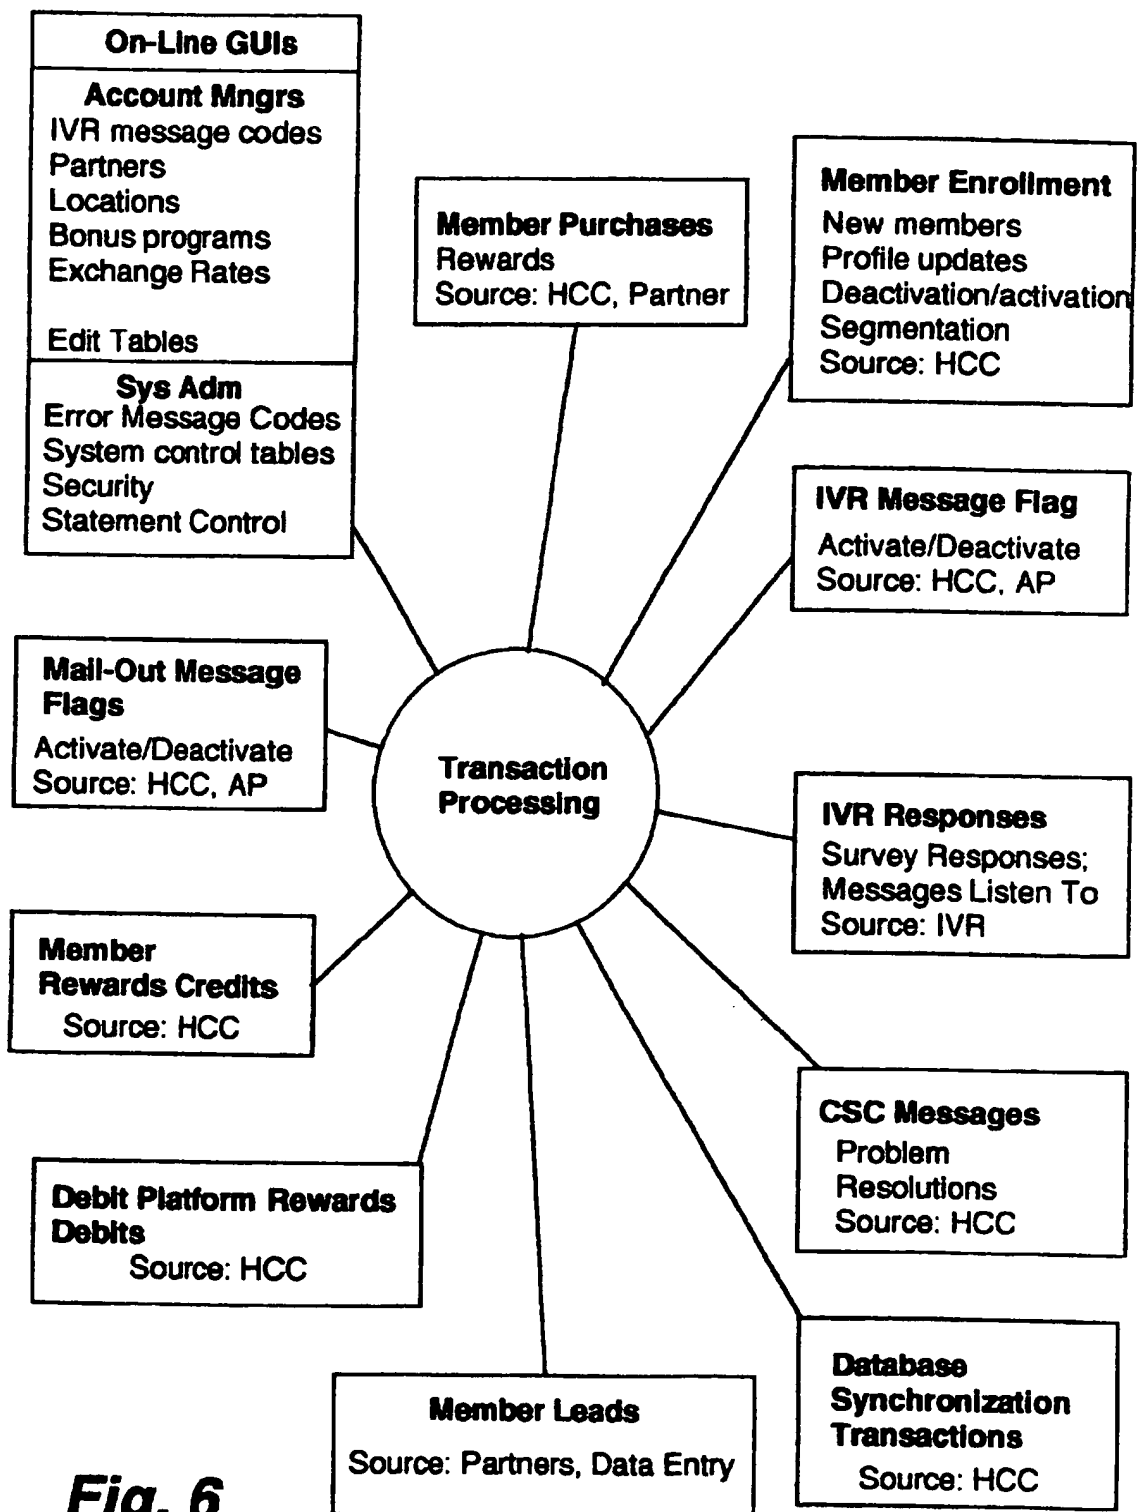 On-Line GUIs
Account Mngrs
IVR message codes
Partners
Locations
Bonus programs
Exchange Rates
Edit Tables
Sys Adm
Error Message Codes
System control tables
Security
Statement Control
Member Purchases
Rewards
Source: HCC, Partner
Member Enrollment
New members
Profile updates
Deactivation/activation
Segmentation
Source: HCC
IVR Message Flag
Activate/Deactivate
Source: HCC, AP
Mail-Out Message
Flags
Activate/Deactivate
Source: HCC, AP
Transaction
Processing
IVR Responses
Survey Responses;
Messages Listen To
Source: IVR
Member
Rewards Credits
Source: HCC
CSC Messages
Problem
Resolutions
Source: HCC
Debit Platform Rewards
Debits
Source: HCC
Database
Synchronization
Transactions
Source: HCC
Member Leads
Source: Partners, Data Entry
Fig. 6